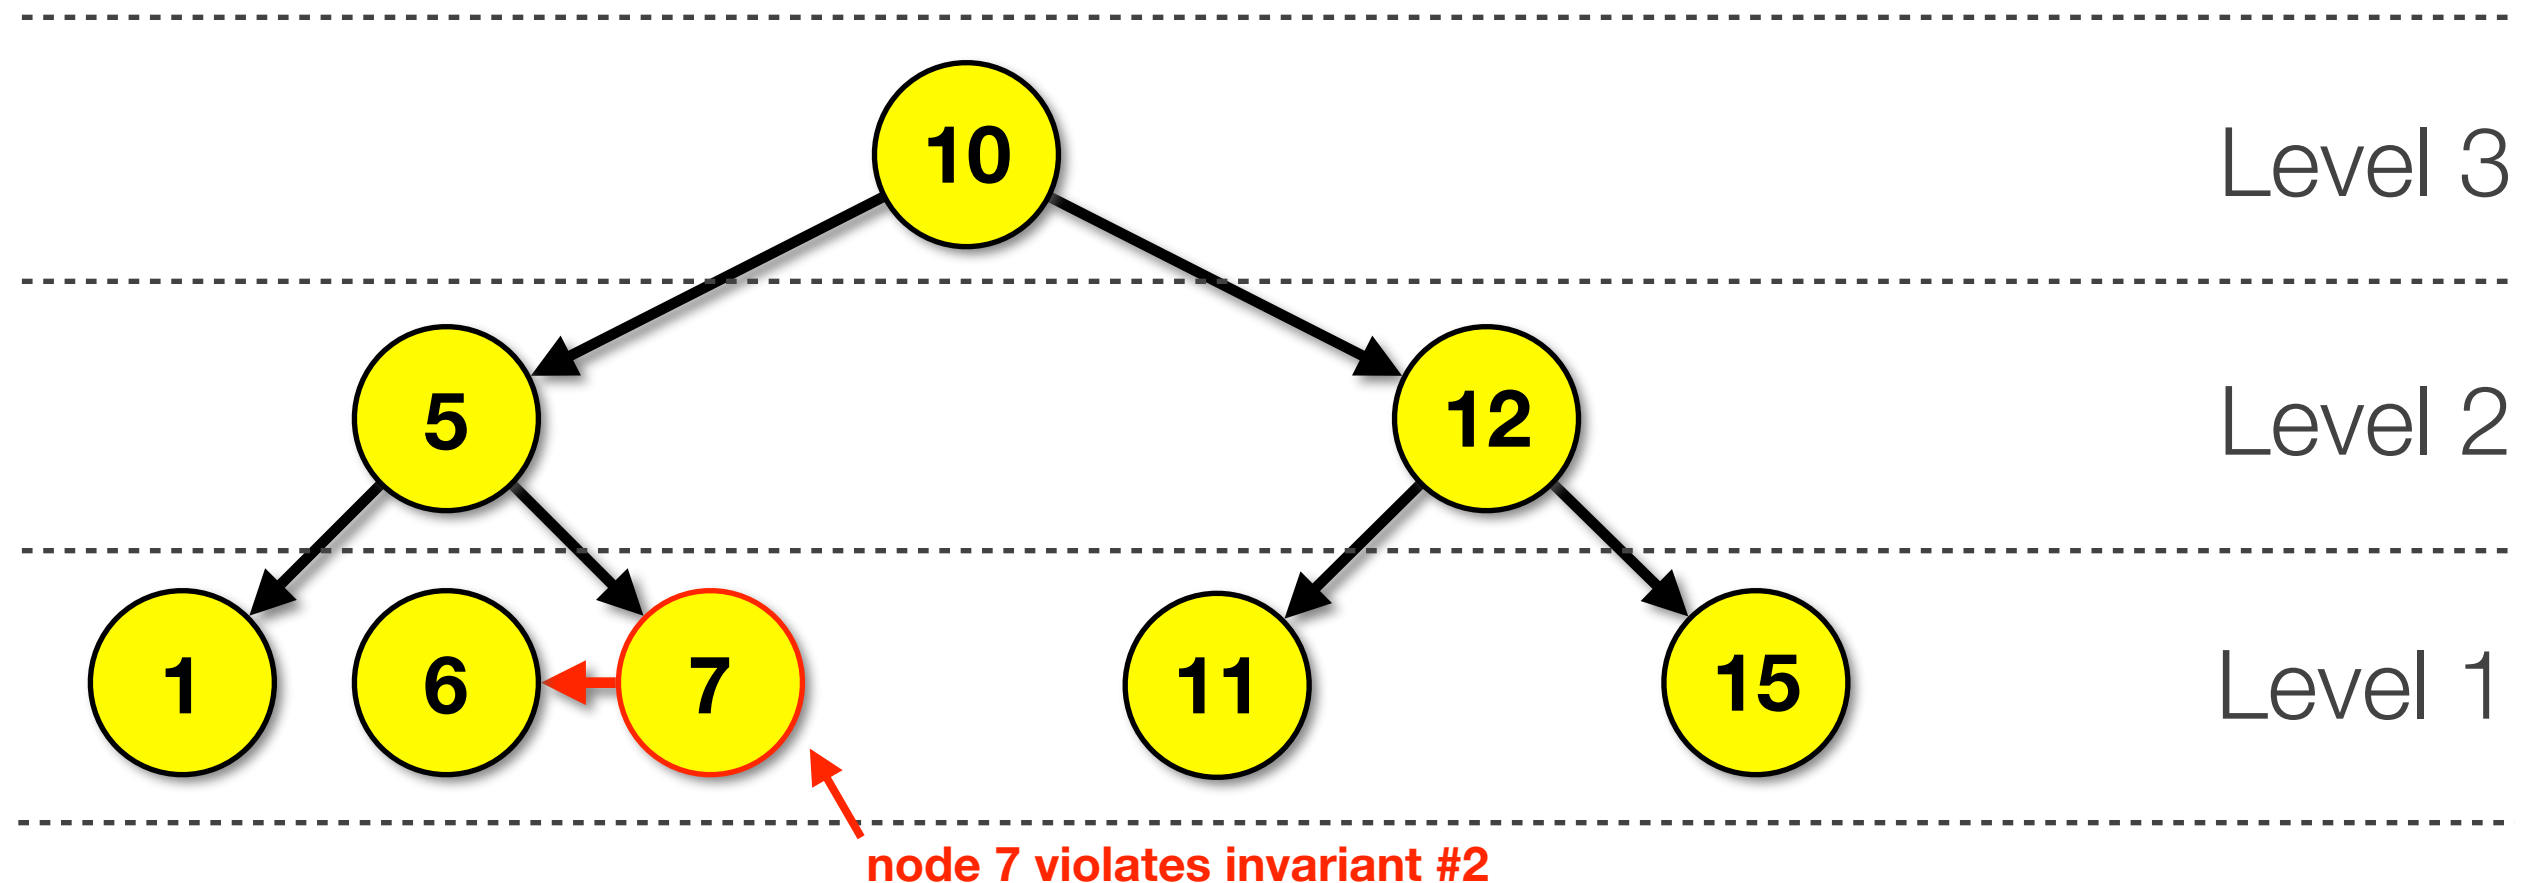 10
Level 3
5
12
Level 2
1
6
7
11
15
Level 1
node 7 violates invariant #2